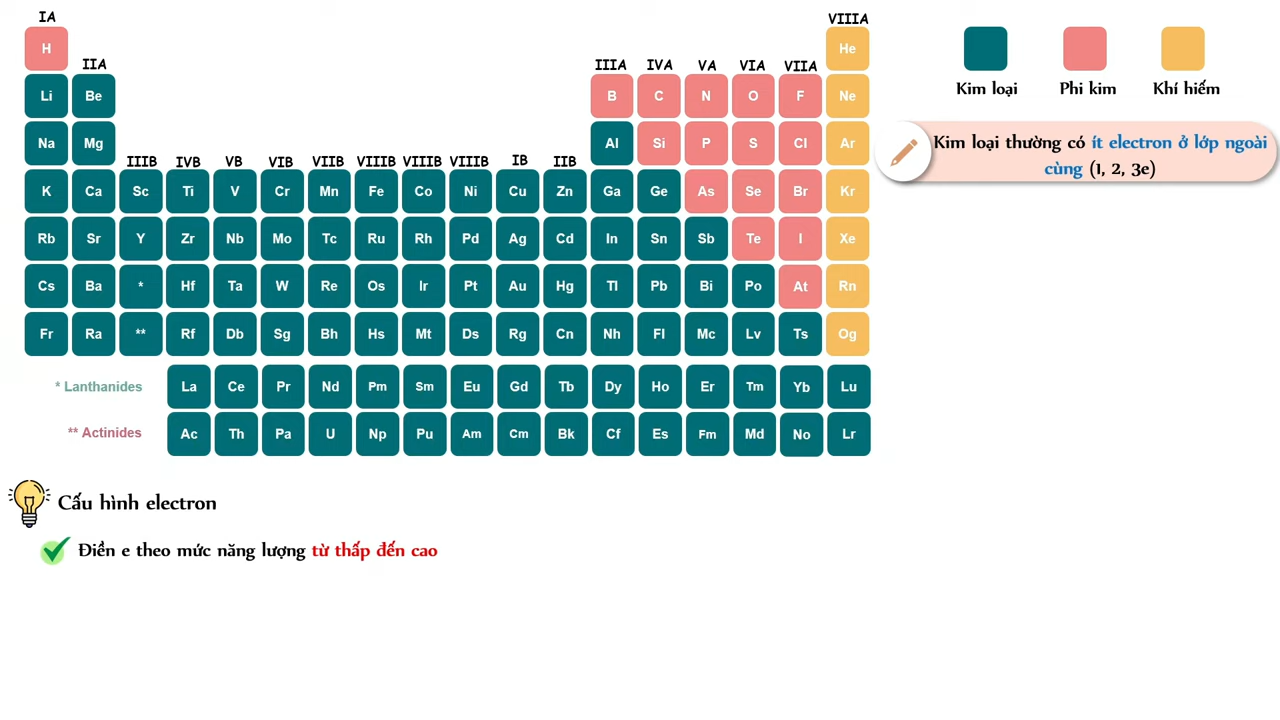 IA VIIIA
H He
IIA IIIA IVA VA VIA VIIA
Li Be B C N O F Ne
Na Mg Al Si P S Cl Ar
IIIB IVB VB VIB VIIB VIIIB VIIIB VIIIB IB IIB
K Ca Sc Ti V Cr Mn Fe Co Ni Cu Zn Ga Ge As Se Br Kr
Rb Sr Y Zr Nb Mo Tc Ru Rh Pd Ag Cd In Sn Sb Te I Xe
Cs Ba * Hf Ta W Re Os Ir Pt Au Hg Tl Pb Bi Po At Rn
Fr Ra ** Rf Db Sg Bh Hs Mt Ds Rg Cn Nh Fl Mc Lv Ts Og
* Lanthanides La Ce Pr Nd Pm Sm Eu Gd Tb Dy Ho Er Tm Yb Lu
** Actinides Ac Th Pa U Np Pu Am Cm Bk Cf Es Fm Md No Lr
Kim loại Phi kim Khí hiếm
Kim loại thường có ít electron ở lớp ngoài
cùng (1, 2, 3e)
Cấu hình electron
Điền e theo mức năng lượng từ thấp đến cao